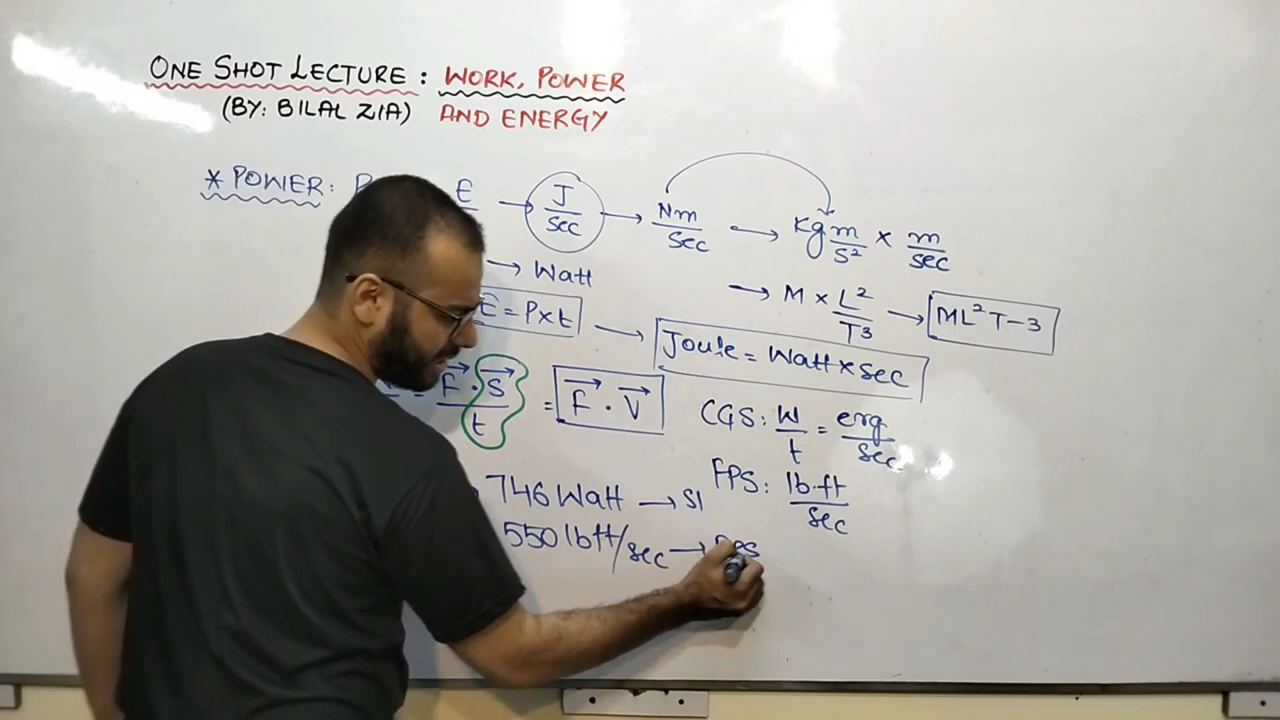 ONE SHOT LECTURE : WORK, POWER
(BY: BILAL ZIA) AND ENERGY
* POWER: P E → J/sec → Nm/sec → Kg m/s² × m/sec
→ Watt
→ M × L²/T³ → ML²T-3
E = P×t → Joule = Watt×sec
= F⃗ · S⃗ / t = F⃗ · V⃗
CGS: W/t = erg/sec
FPS: lb·ft/sec
746 Watt → SI
550 lbft/sec → FPS